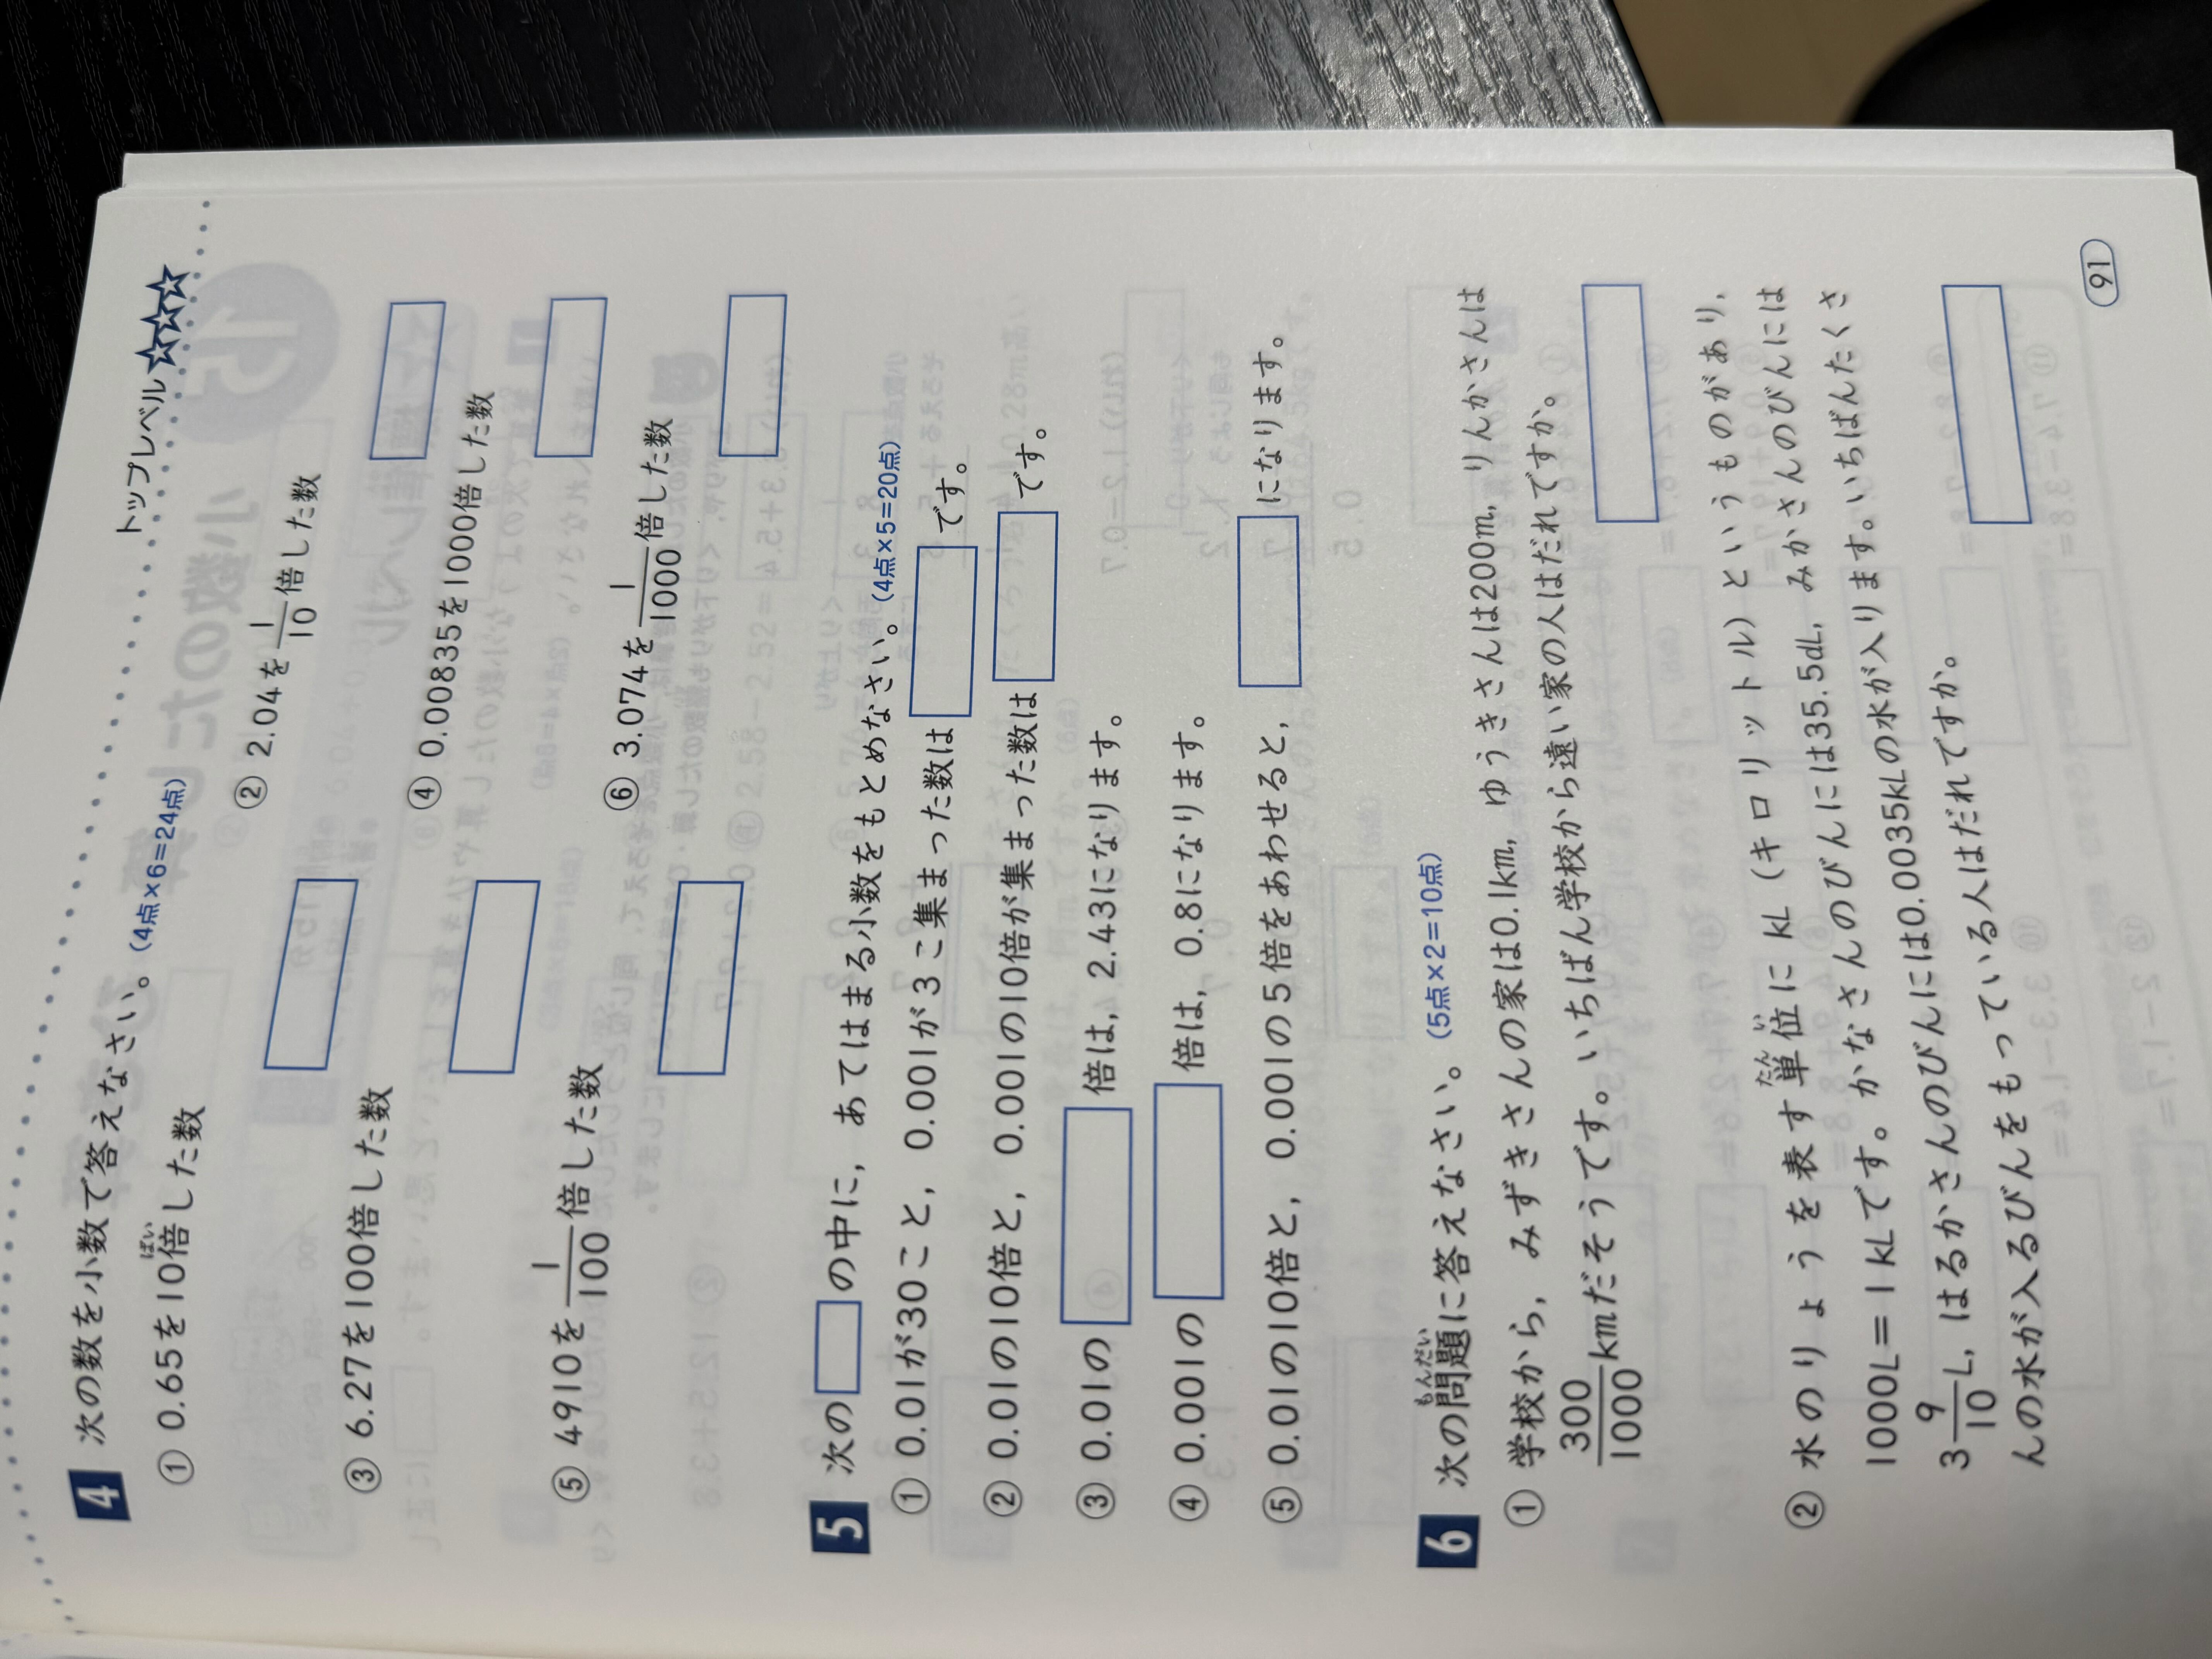 トップレベル☆☆☆
4 次の数を小数で答えなさい。(4点×6=24点)
① 0.65を10倍(ばい)した数 ② 2.04を1/10倍した数
③ 6.27を100倍した数 ④ 0.00835を1000倍した数
⑤ 4910を1/100倍した数 ⑥ 3.074を1/1000倍した数
5 次の□の中に,あてはまる小数をもとめなさい。(4点×5=20点)
① 0.01が30こと,0.001が3こ集まった数は□です。
② 0.01の10倍と,0.001の10倍が集まった数は□です。
③ 0.01の□倍は,2.43になります。
④ 0.001の□倍は,0.8になります。
⑤ 0.01の10倍と,0.001の5倍をあわせると,□になります。
6 次の問題(もんだい)に答えなさい。(5点×2=10点)
① 学校から,みずきさんの家は0.1km,ゆうきさんは200m,りんかさんは
300/1000kmだそうです。いちばん学校から遠い家の人はだれですか。
② 水のりょうを表す単位(たんい)にkL(キロリットル)というものがあり,
1000L=1kLです。かなさんのびんには35.5dL,みかさんのびんには
3 9/10L,はるかさんのびんには0.0035kLの水が入ります。いちばんたくさ
んの水が入るびんをもっている人はだれですか。
91